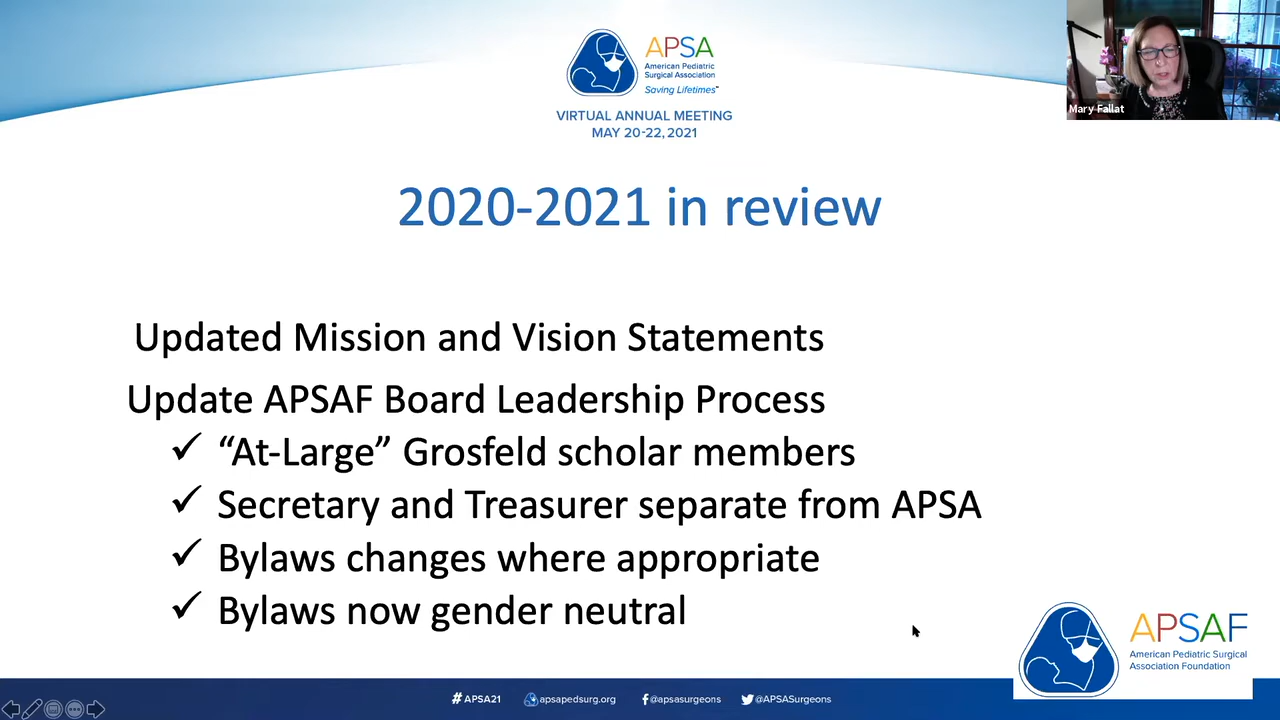 APSA
American Pediatric
Surgical Association
Saving Lifetimes™
VIRTUAL ANNUAL MEETING
MAY 20-22, 2021
Mary Fallat
2020-2021 in review
Updated Mission and Vision Statements
Update APSAF Board Leadership Process
✓ “At-Large” Grosfeld scholar members
✓ Secretary and Treasurer separate from APSA
✓ Bylaws changes where appropriate
✓ Bylaws now gender neutral
APSAF
American Pediatric Surgical
Association Foundation
#APSA21
apsapedsurg.org
@apsasurgeons
@APSASurgeons